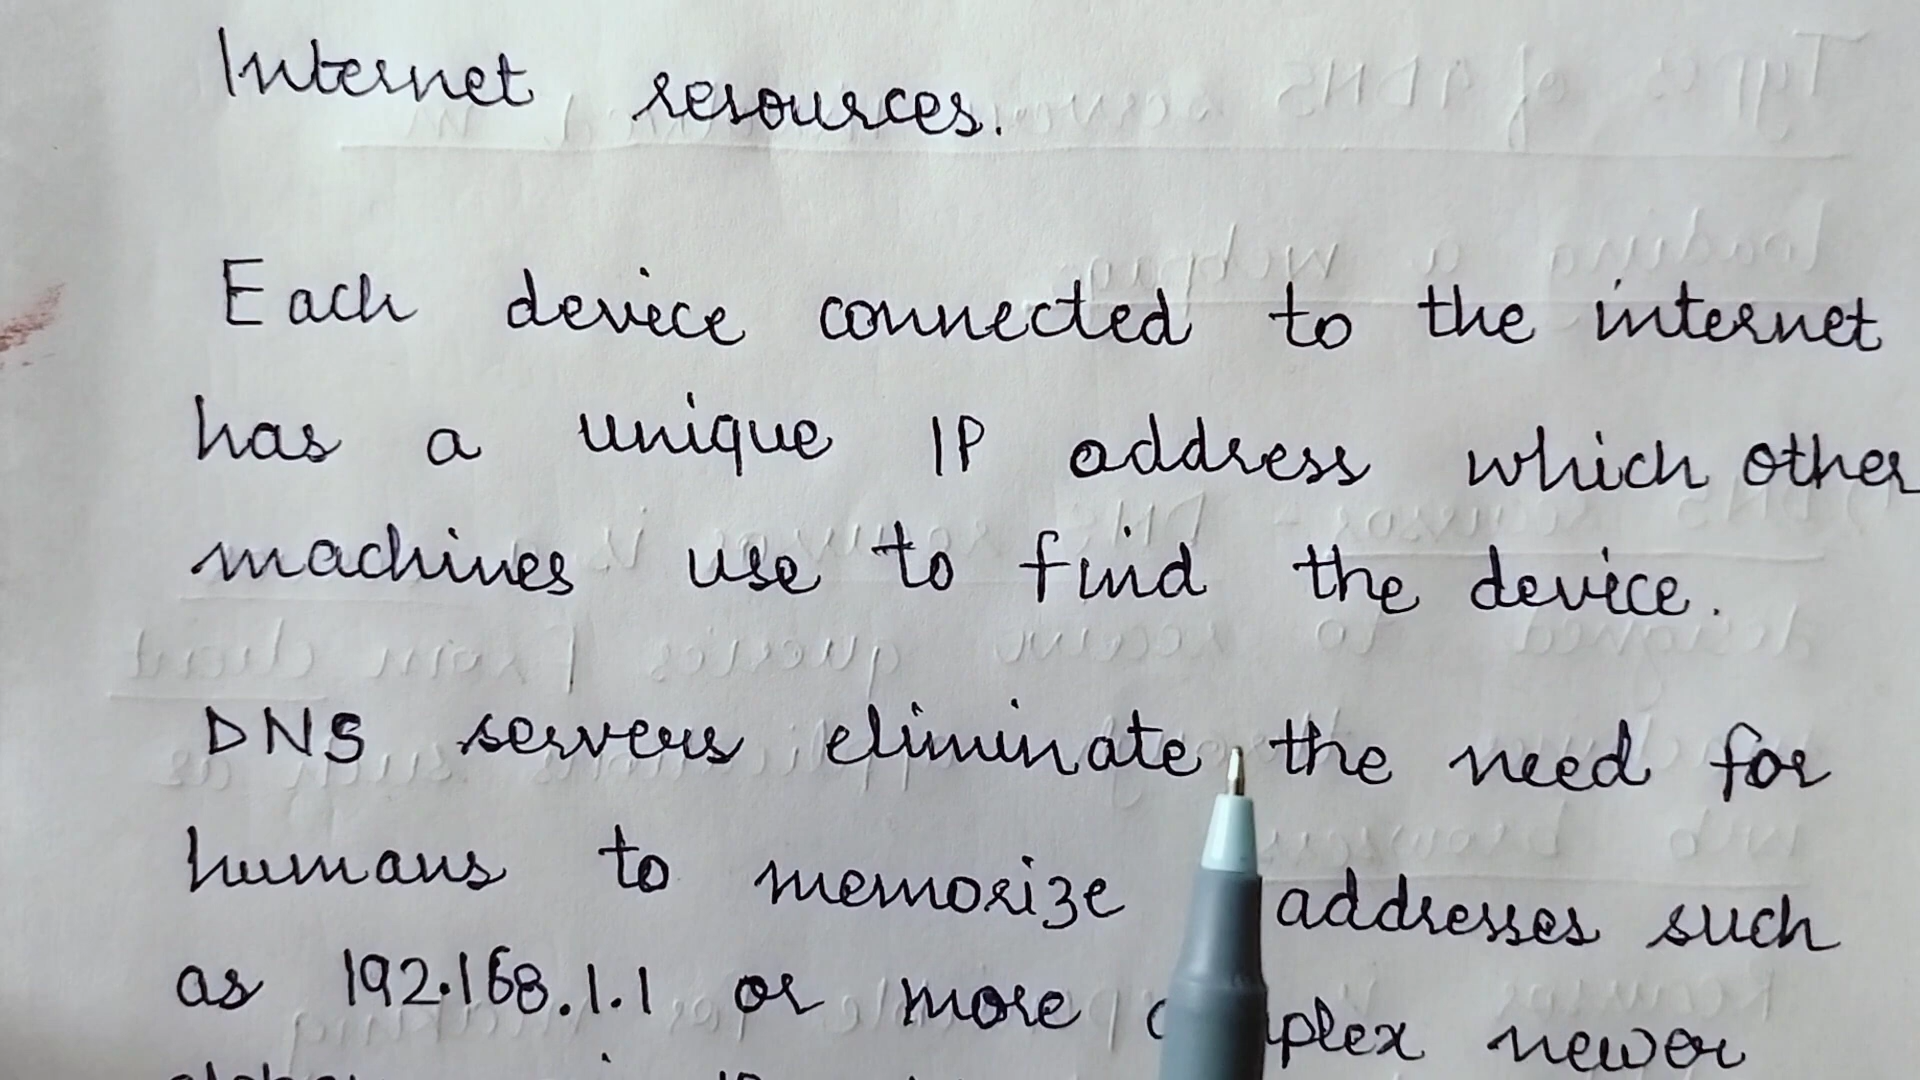 Internet resources.
Each device connected to the internet
has a unique IP address which other
machines use to find the device.
DNS servers eliminate the need for
humans to memorize addresses such
as 192.168.1.1 or more newer